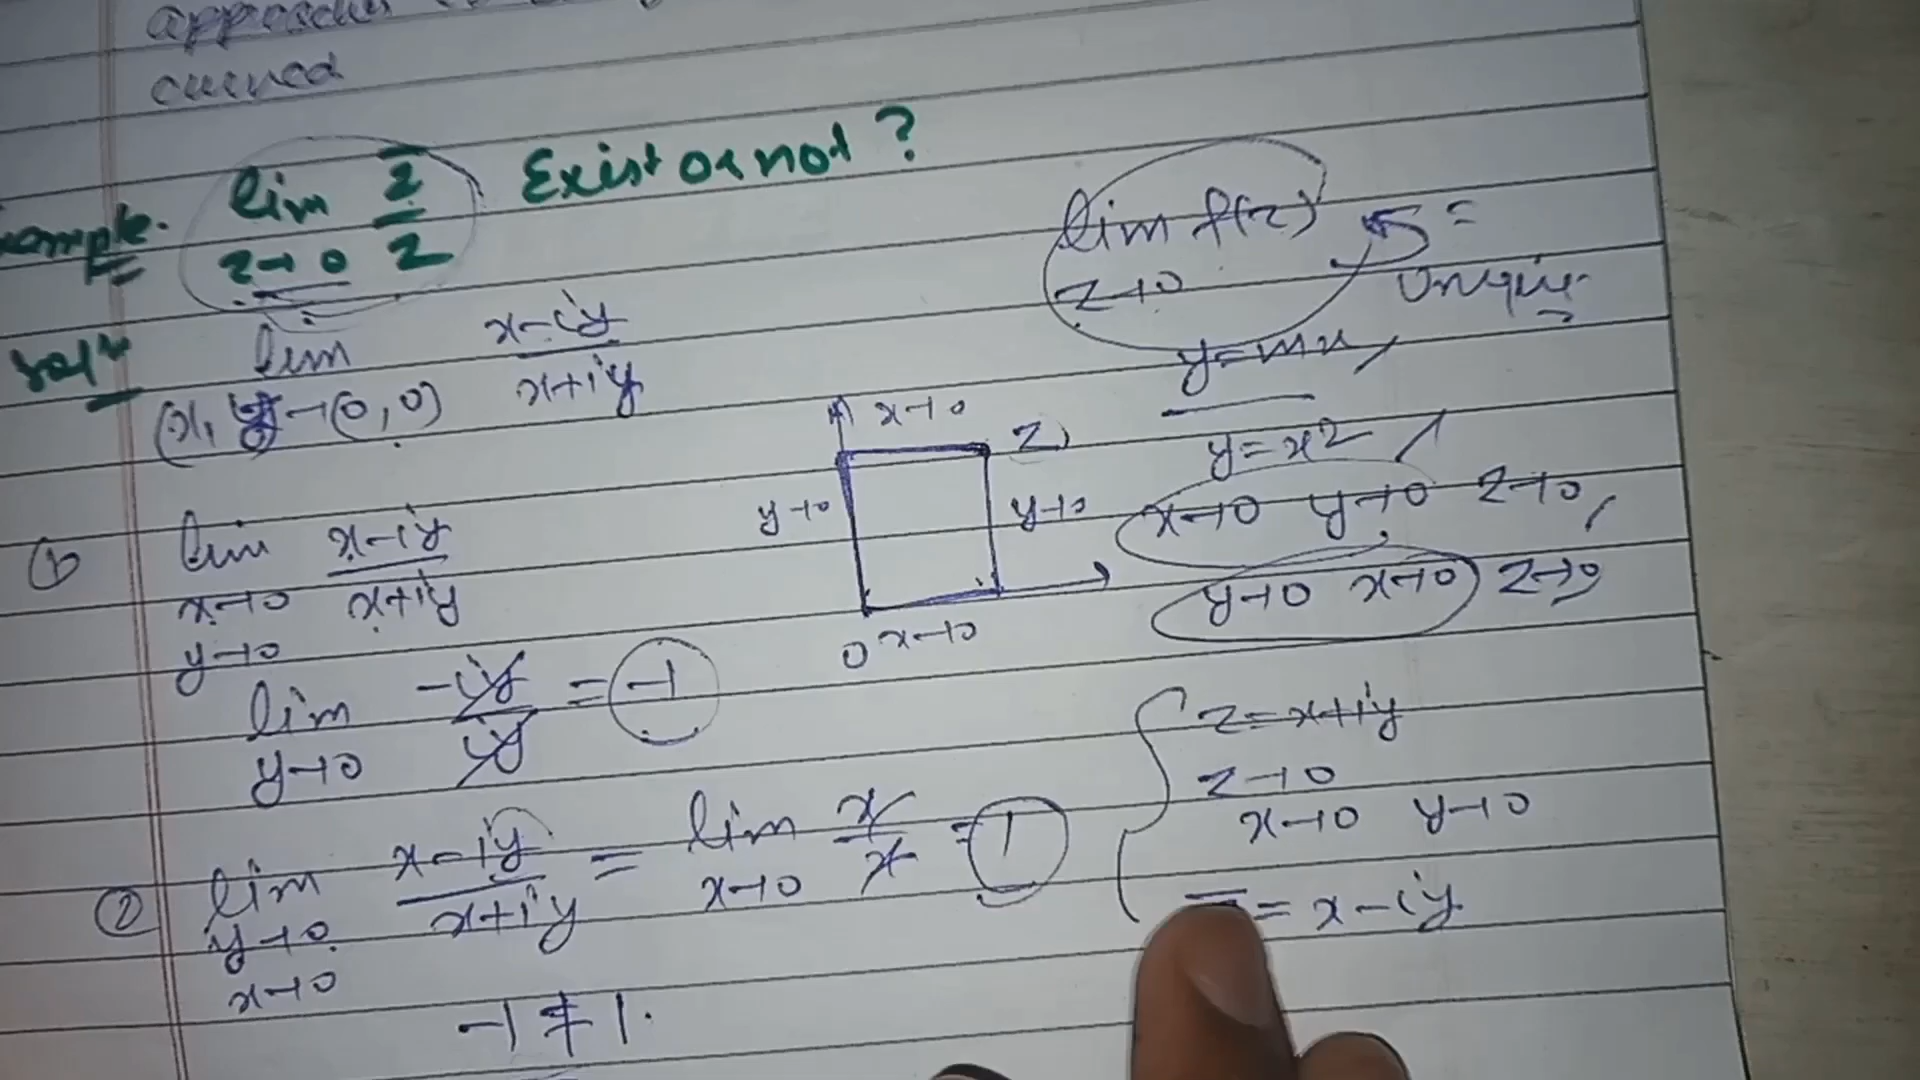 curved
Example. lim z→0 z̅/z Exist or not ?
Solⁿ lim (x, y)→(0,0) x-iy/x+iy
lim z→0 f(z) =
Unique
y=mx,
y=x²
x→0 y→0 z→0,
y→0 x→0 z→0
x→0
z
y→0
y→0
0 x→0
① lim x→0 y→0 x-iy/x+iy
lim y→0 -iy/iy = -1
② lim y→0 x→0 x-iy/x+iy = lim x→0 x/x = 1
-1 ≠ 1.
z=x+iy
z→0
x→0 y→0
= x-iy